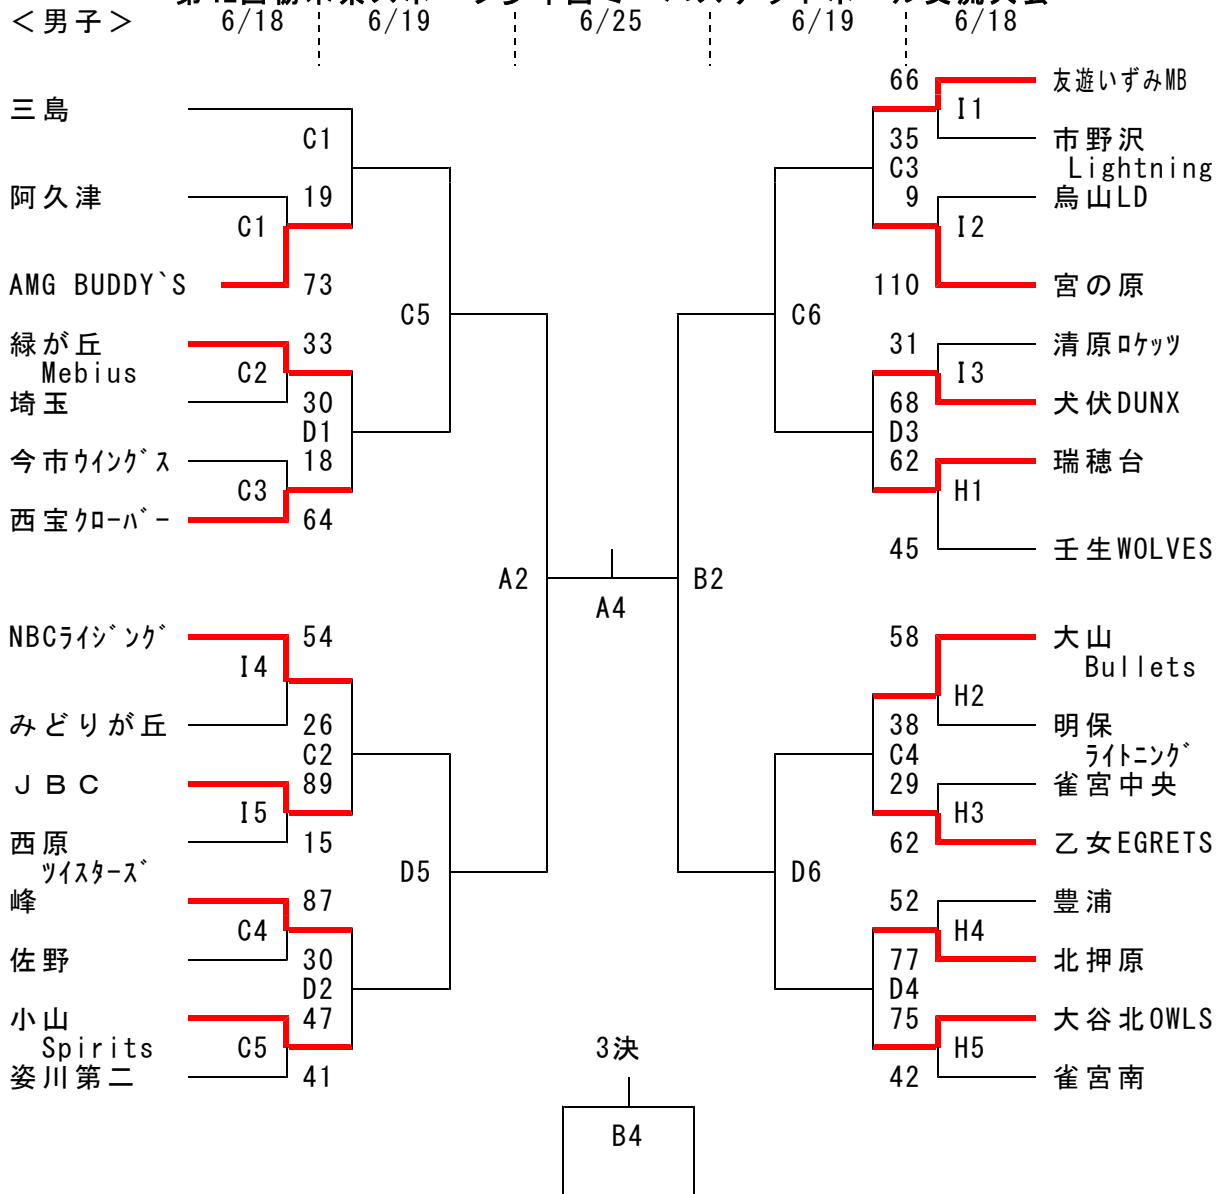 ＜男子＞ 6/18 6/19 6/25 6/19 6/18
三島
C1
阿久津
19
C1
AMG BUDDY`S
73
C5
緑が丘
33
Mebius
C2
埼玉
30
D1
今市ｳｲﾝｸﾞｽ
18
C3
西宝ｸﾛｰﾊﾞｰ
64
A2
NBCﾗｲｼﾞﾝｸﾞ
54
I4
みどりが丘
26
C2
ＪＢＣ
89
I5
西原
15
ﾂｲｽﾀｰｽﾞ
D5
峰
87
C4
佐野
30
D2
小山
47
Spirits
C5
姿川第二
41
A4
3決
B4
66
友遊いずみMB
I1
35
市野沢
C3
Lightning
9
烏山LD
I2
110
宮の原
C6
31
清原ﾛｹｯﾂ
I3
68
犬伏DUNX
D3
62
瑞穂台
H1
45
壬生WOLVES
B2
58
大山
Bullets
H2
38
明保
C4
ﾗｲﾄﾆﾝｸﾞ
29
雀宮中央
H3
62
乙女EGRETS
D6
52
豊浦
H4
77
北押原
D4
75
大谷北OWLS
H5
42
雀宮南